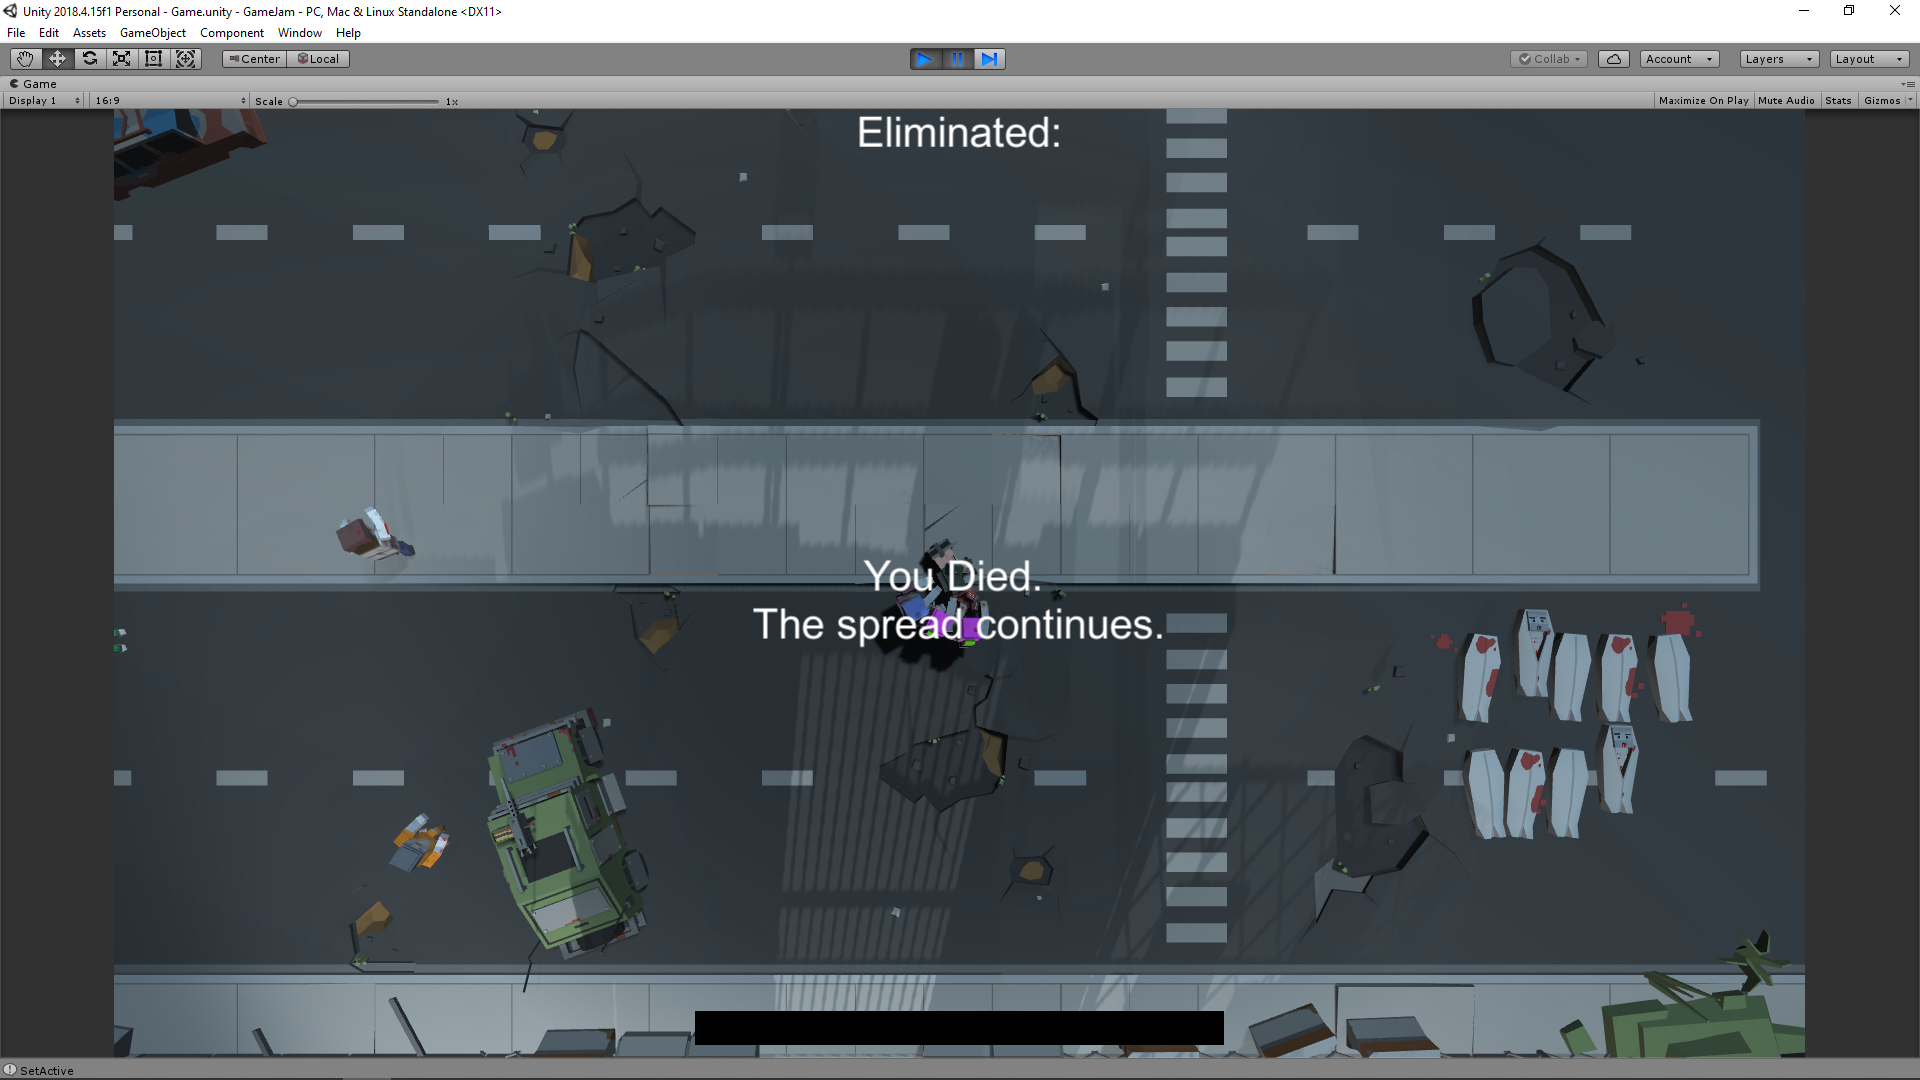 Unity 2018.4.15f1 Personal - Game.unity - GameJam - PC, Mac & Linux Standalone <DX11>
File Edit Assets GameObject Component Window Help
Center Local Collab Account Layers Layout
Game
Display 1 16:9 Scale 1x Maximize On Play Mute Audio Stats Gizmos
Eliminated:
You Died.
The spread continues.
SetActive